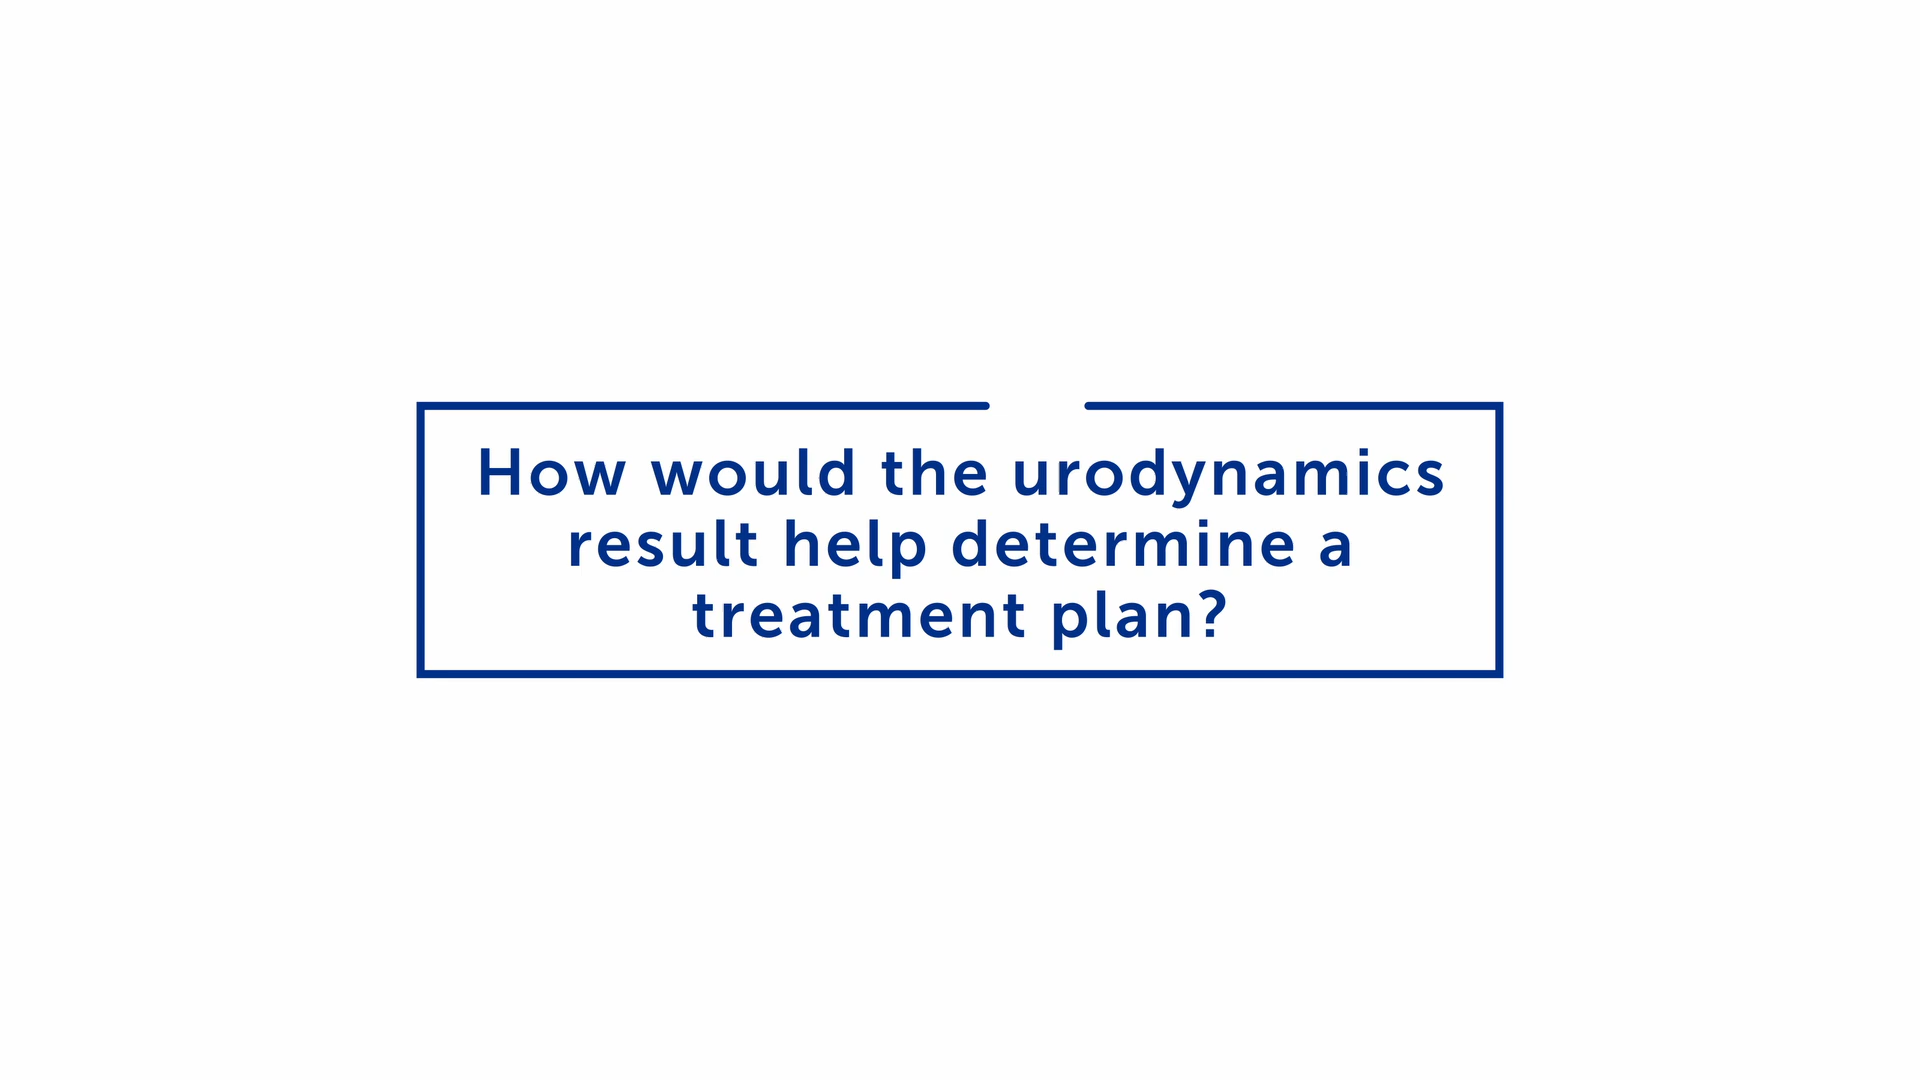 How would the urodynamics
result help determine a
treatment plan?